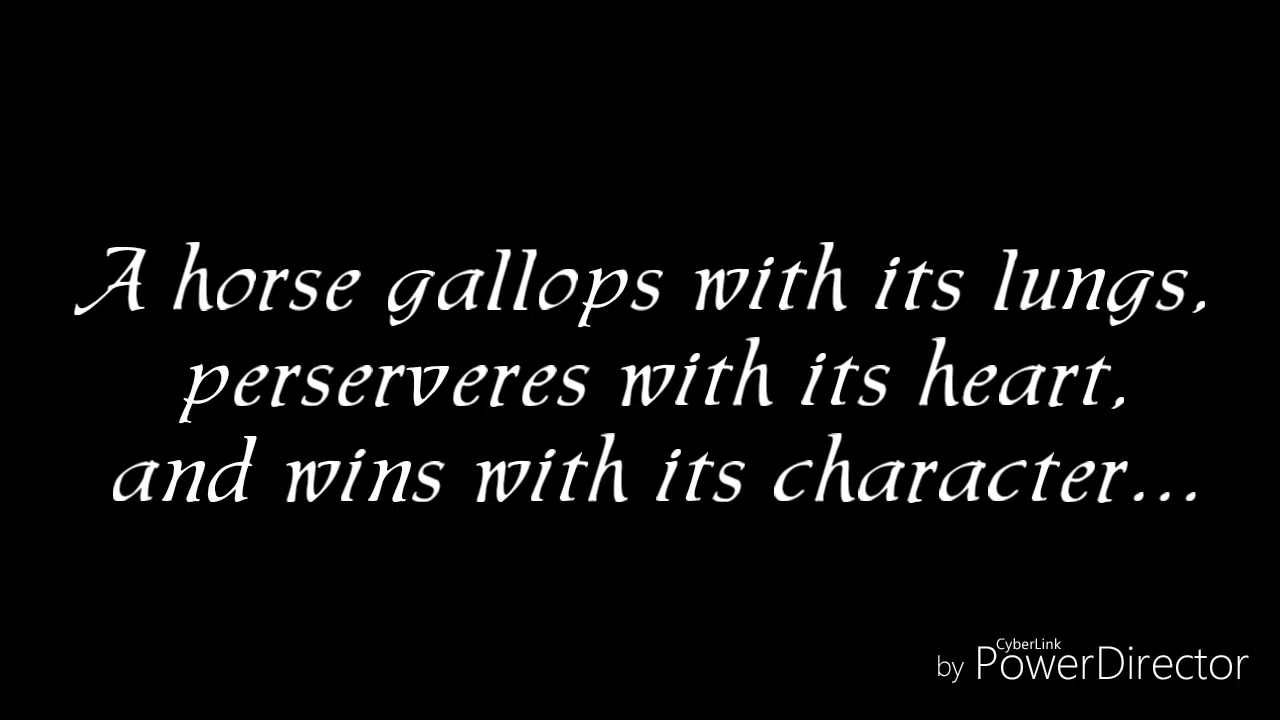 A horse gallops with its lungs,
perserveres with its heart,
and wins with its character...
CyberLink
by PowerDirector